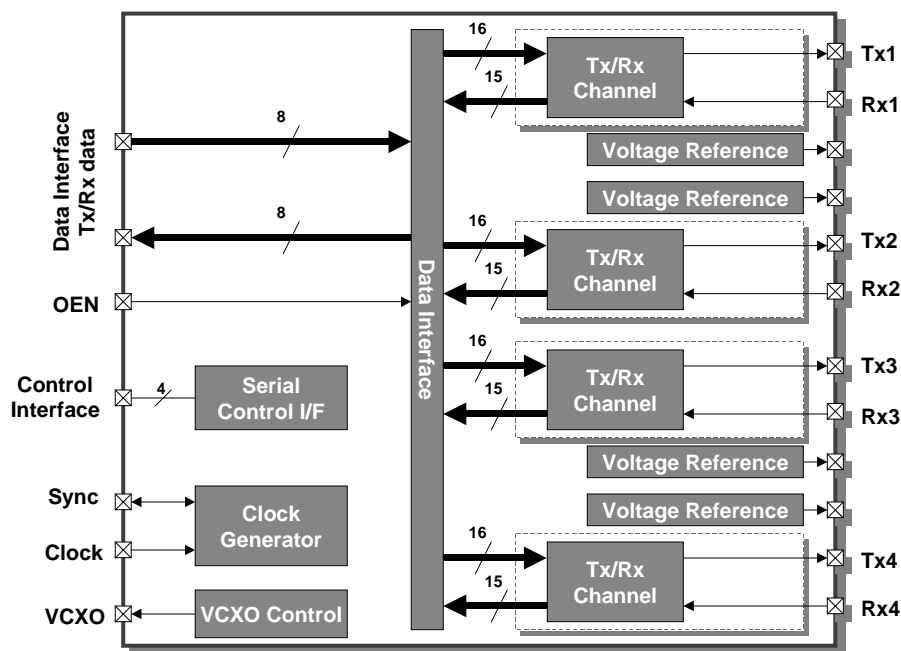 Data Interface
Tx/Rx data
OEN
Control
Interface
Sync
Clock
VCXO
8
8
4
Serial
Control I/F
Clock
Generator
VCXO Control
Data Interface
16
15
Tx/Rx
Channel
Tx1
Rx1
Voltage Reference
Voltage Reference
16
15
Tx/Rx
Channel
Tx2
Rx2
16
15
Tx/Rx
Channel
Tx3
Rx3
Voltage Reference
Voltage Reference
16
15
Tx/Rx
Channel
Tx4
Rx4